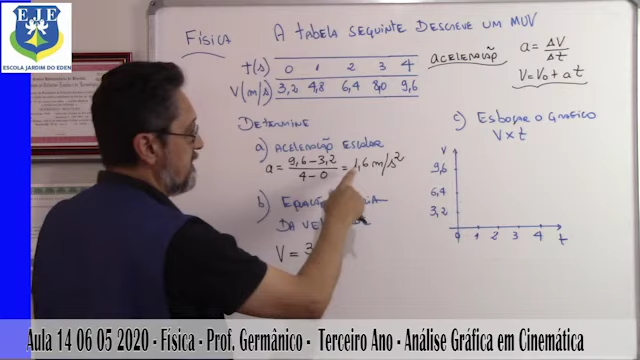 EJE
ESCOLA JARDIM DO EDEN
FÍSICA
A TABELA SEGUINTE DESCREVE UM MUV
t(s) 0 1 2 3 4
V(m/s) 3,2 4,8 6,4 8,0 9,6
ACELERAÇÃO
a = ΔV/Δt
V = V₀ + at
DETERMINE
a) ACELERAÇÃO ESCALAR
a = (9,6 - 3,2)/(4 - 0) = 1,6 m/s²
b)
DA
V = 3
c) ESBOÇAR O GRÁFICO
V x t
V
9,6
6,4
3,2
0 1 2 3 4 t
Aula 14 06 05 2020 - Física - Prof. Germânico - Terceiro Ano - Análise Gráfica em Cinemática